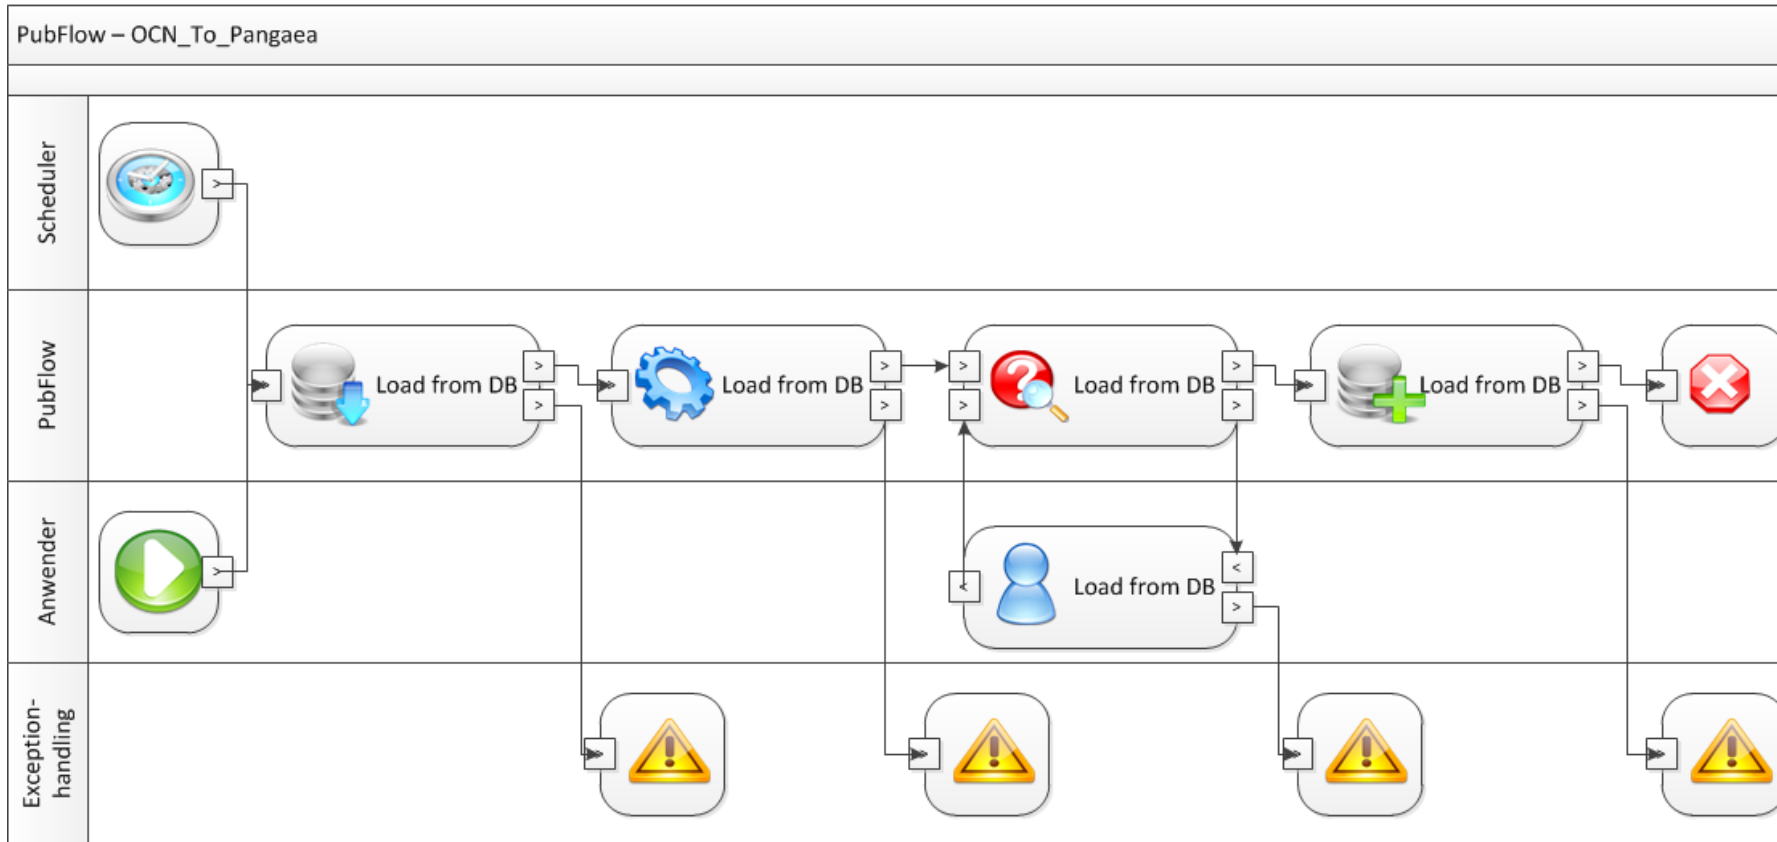 PubFlow – OCN_To_Pangaea
Scheduler
PubFlow
Load from DB
Load from DB
Load from DB
Load from DB
Anwender
Load from DB
Exception-
handling